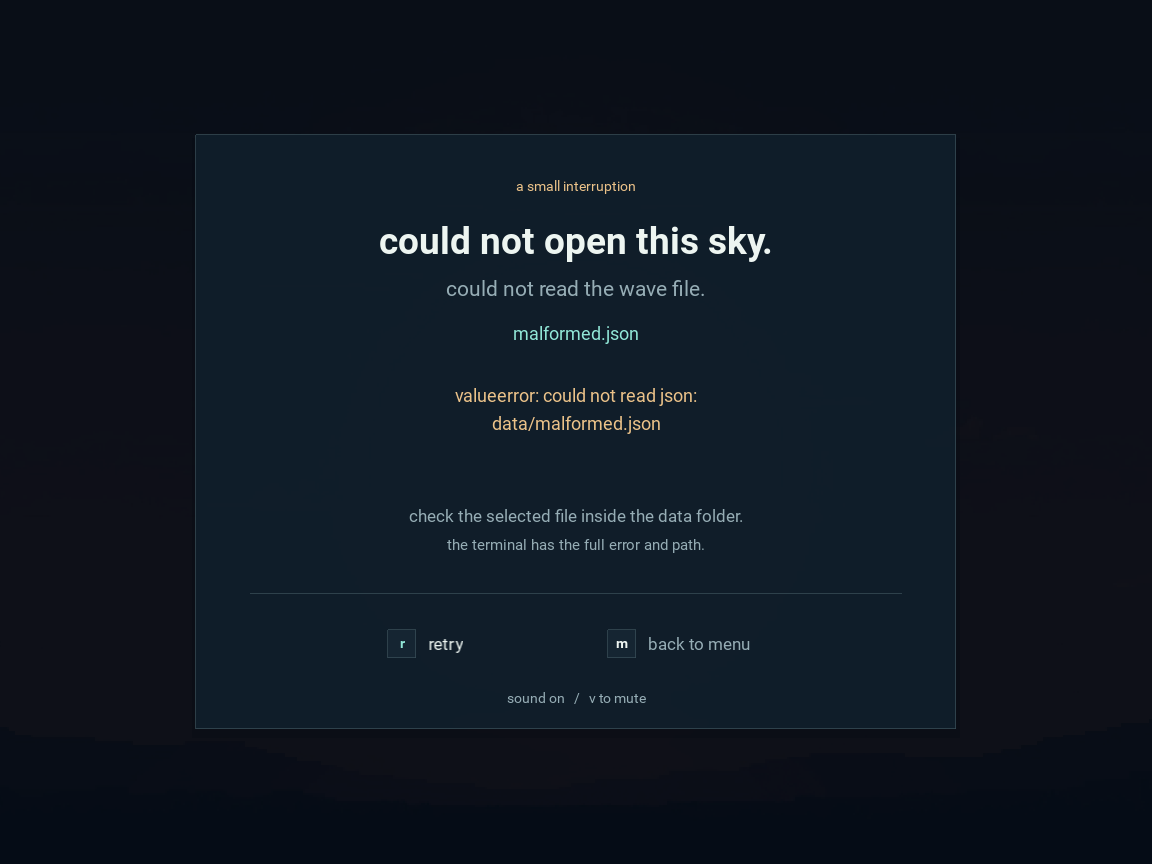 a small interruption
could not open this sky.
could not read the wave file.
malformed.json
valueerror: could not read json:
data/malformed.json
check the selected file inside the data folder.
the terminal has the full error and path.
r retry m back to menu
sound on / v to mute